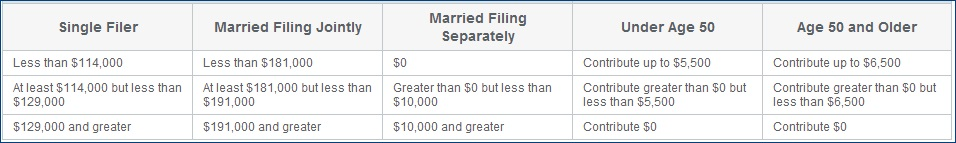 Single Filer
Married Filing Jointly
Married Filing
Separately
Under Age 50
Age 50 and Older
Less than $114,000
Less than $181,000
$0
Contribute up to $5,500
Contribute up to $6,500
At least $114,000 but less than
$129,000
At least $181,000 but less than
$191,000
Greater than $0 but less than
$10,000
Contribute greater than $0 but
less than $5,500
Contribute greater than $0 but
less than $6,500
$129,000 and greater
$191,000 and greater
$10,000 and greater
Contribute $0
Contribute $0